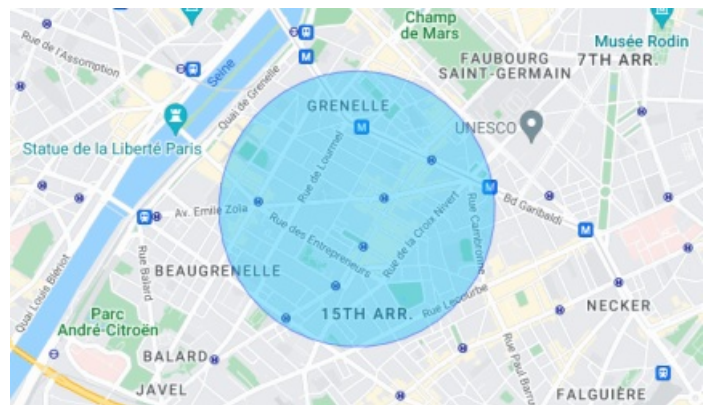 Champ
de Mars
Musée Rodin
Rue de l'Assomption
Seine
Quai de Grenelle
FAUBOURG
SAINT-GERMAIN
7TH ARR.
GRENELLE
UNESCO
Statue de la Liberté Paris
Rue de Lourmel
Av. Emile Zola
Rue des Entrepreneurs
Rue de la Croix Nivert
Rue Cambronne
Bd Garibaldi
Quai Louis Blériot
Rue Balard
BEAUGRENELLE
Parc
André-Citroën
15TH ARR.
Rue Lecourbe
NECKER
BALARD
Rue Paul Barru
JAVEL
FALGUIÈRE